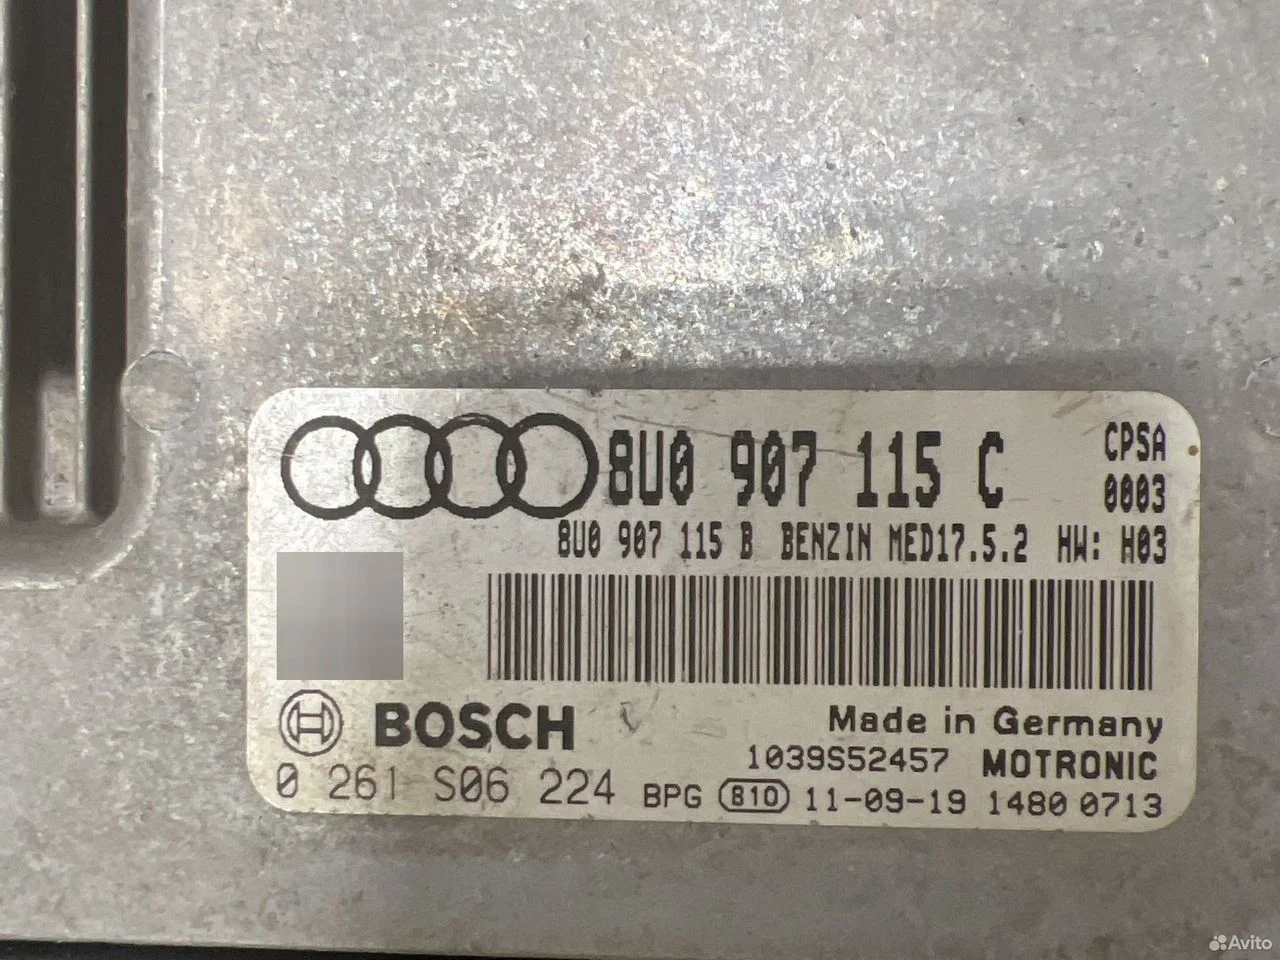 8U0 907 115 C CPSA
0003
8U0 907 115 B BENZIN MED17.5.2 HW: H03
BOSCH Made in Germany
1039S52457 MOTRONIC
0 261 S06 224 BPG 810 11-09-19 1480 0713
Avito